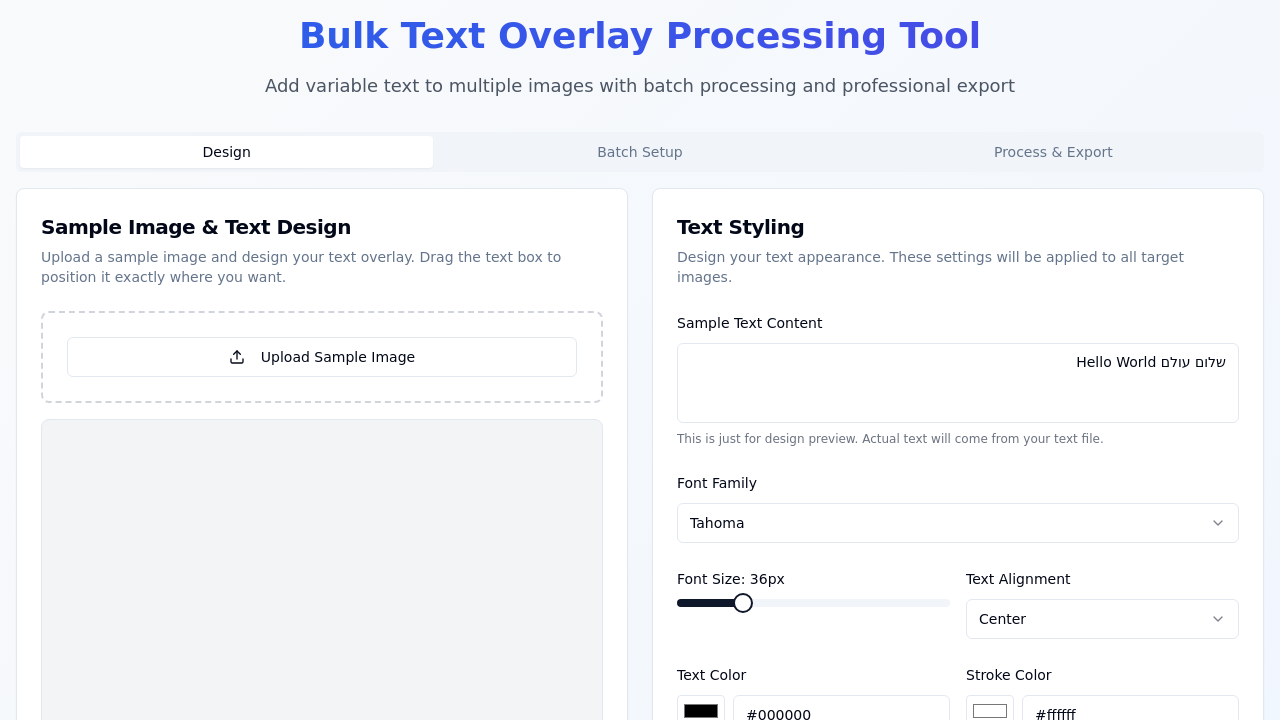 Bulk Text Overlay Processing Tool
Add variable text to multiple images with batch processing and professional export
Design
Batch Setup
Process & Export
Sample Image & Text Design
Upload a sample image and design your text overlay. Drag the text box to
position it exactly where you want.
Upload Sample Image
Text Styling
Design your text appearance. These settings will be applied to all target
images.
Sample Text Content
שלום עולם Hello World
This is just for design preview. Actual text will come from your text file.
Font Family
Tahoma
Font Size: 36px
Text Alignment
Center
Text Color
Stroke Color
#000000
#ffffff